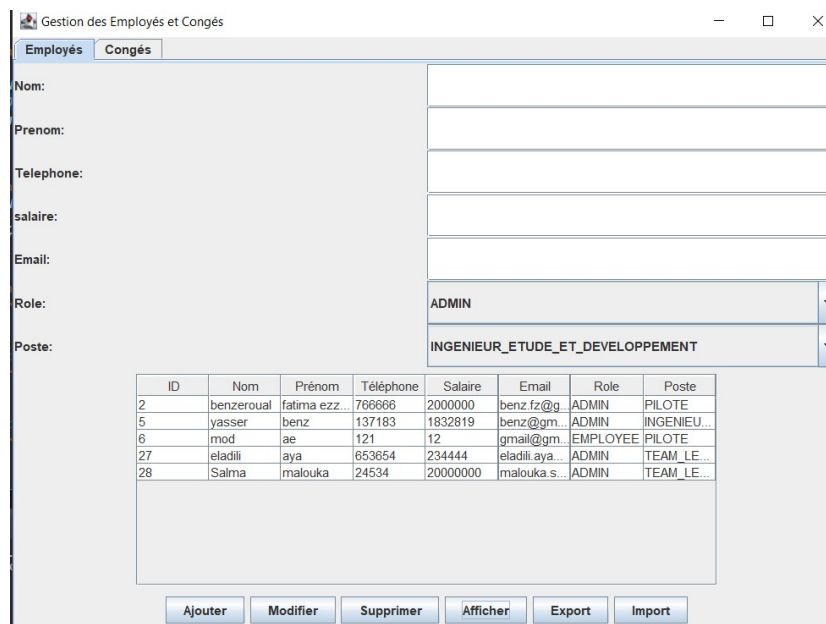 Gestion des Employés et Congés
Employés Congés
Nom:
Prenom:
Telephone:
salaire:
Email:
Role: ADMIN
Poste: INGENIEUR_ETUDE_ET_DEVELOPPEMENT
ID Nom Prénom Téléphone Salaire Email Role Poste
2 benzeroual fatima ezz... 766666 2000000 benz.fz@g... ADMIN PILOTE
5 yasser benz 137183 1832819 benz@gm... ADMIN INGENIEU...
6 mod ae 121 12 gmail@gm... EMPLOYEE PILOTE
27 eladili aya 653654 234444 eladili.aya... ADMIN TEAM_LE...
28 Salma malouka 24534 20000000 malouka.s... ADMIN TEAM_LE...
Ajouter Modifier Supprimer Afficher Export Import